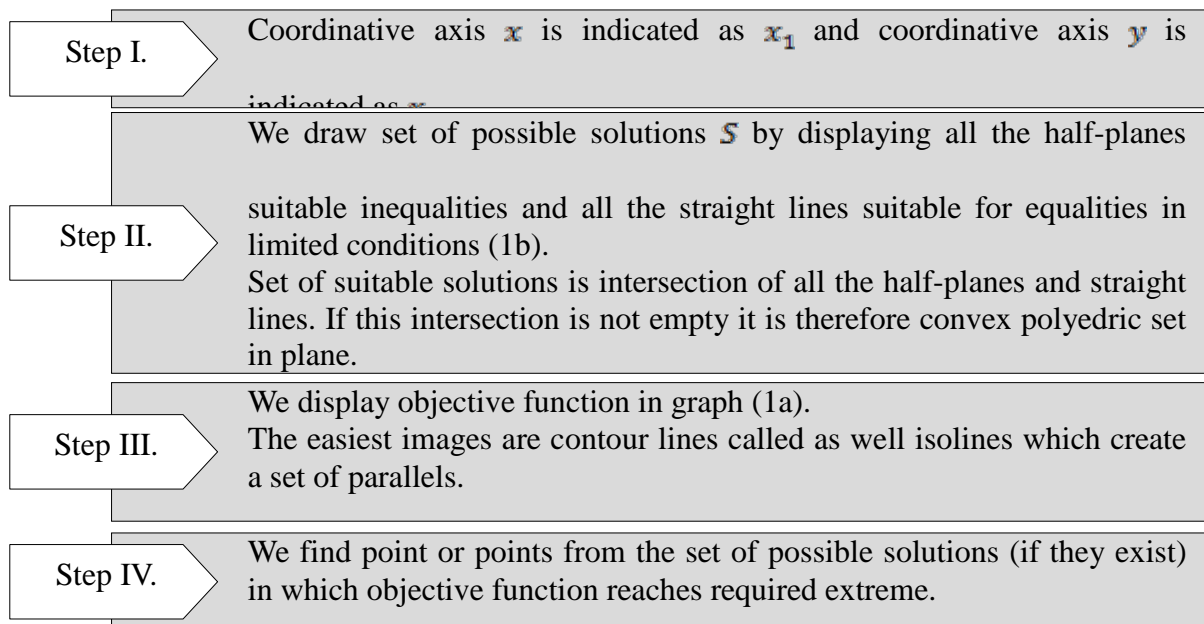 Step I.
Coordinative axis x is indicated as x₁ and coordinative axis y is
indicated as x
Step II.
We draw set of possible solutions S by displaying all the half-planes
suitable inequalities and all the straight lines suitable for equalities in
limited conditions (1b).
Set of suitable solutions is intersection of all the half-planes and straight
lines. If this intersection is not empty it is therefore convex polyedric set
in plane.
Step III.
We display objective function in graph (1a).
The easiest images are contour lines called as well isolines which create
a set of parallels.
Step IV.
We find point or points from the set of possible solutions (if they exist)
in which objective function reaches required extreme.